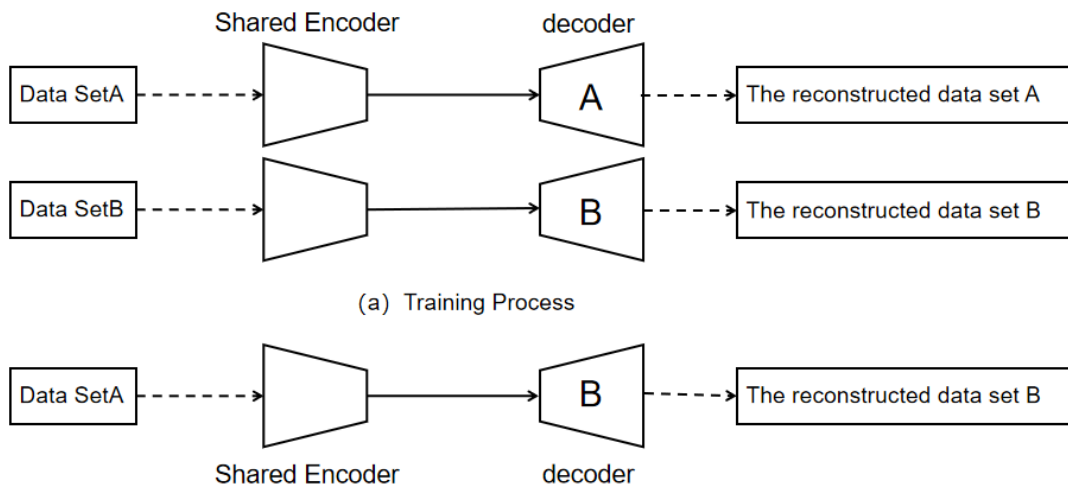 Shared Encoder decoder
Data SetA A The reconstructed data set A
Data SetB B The reconstructed data set B
(a) Training Process
Data SetA B The reconstructed data set B
Shared Encoder decoder